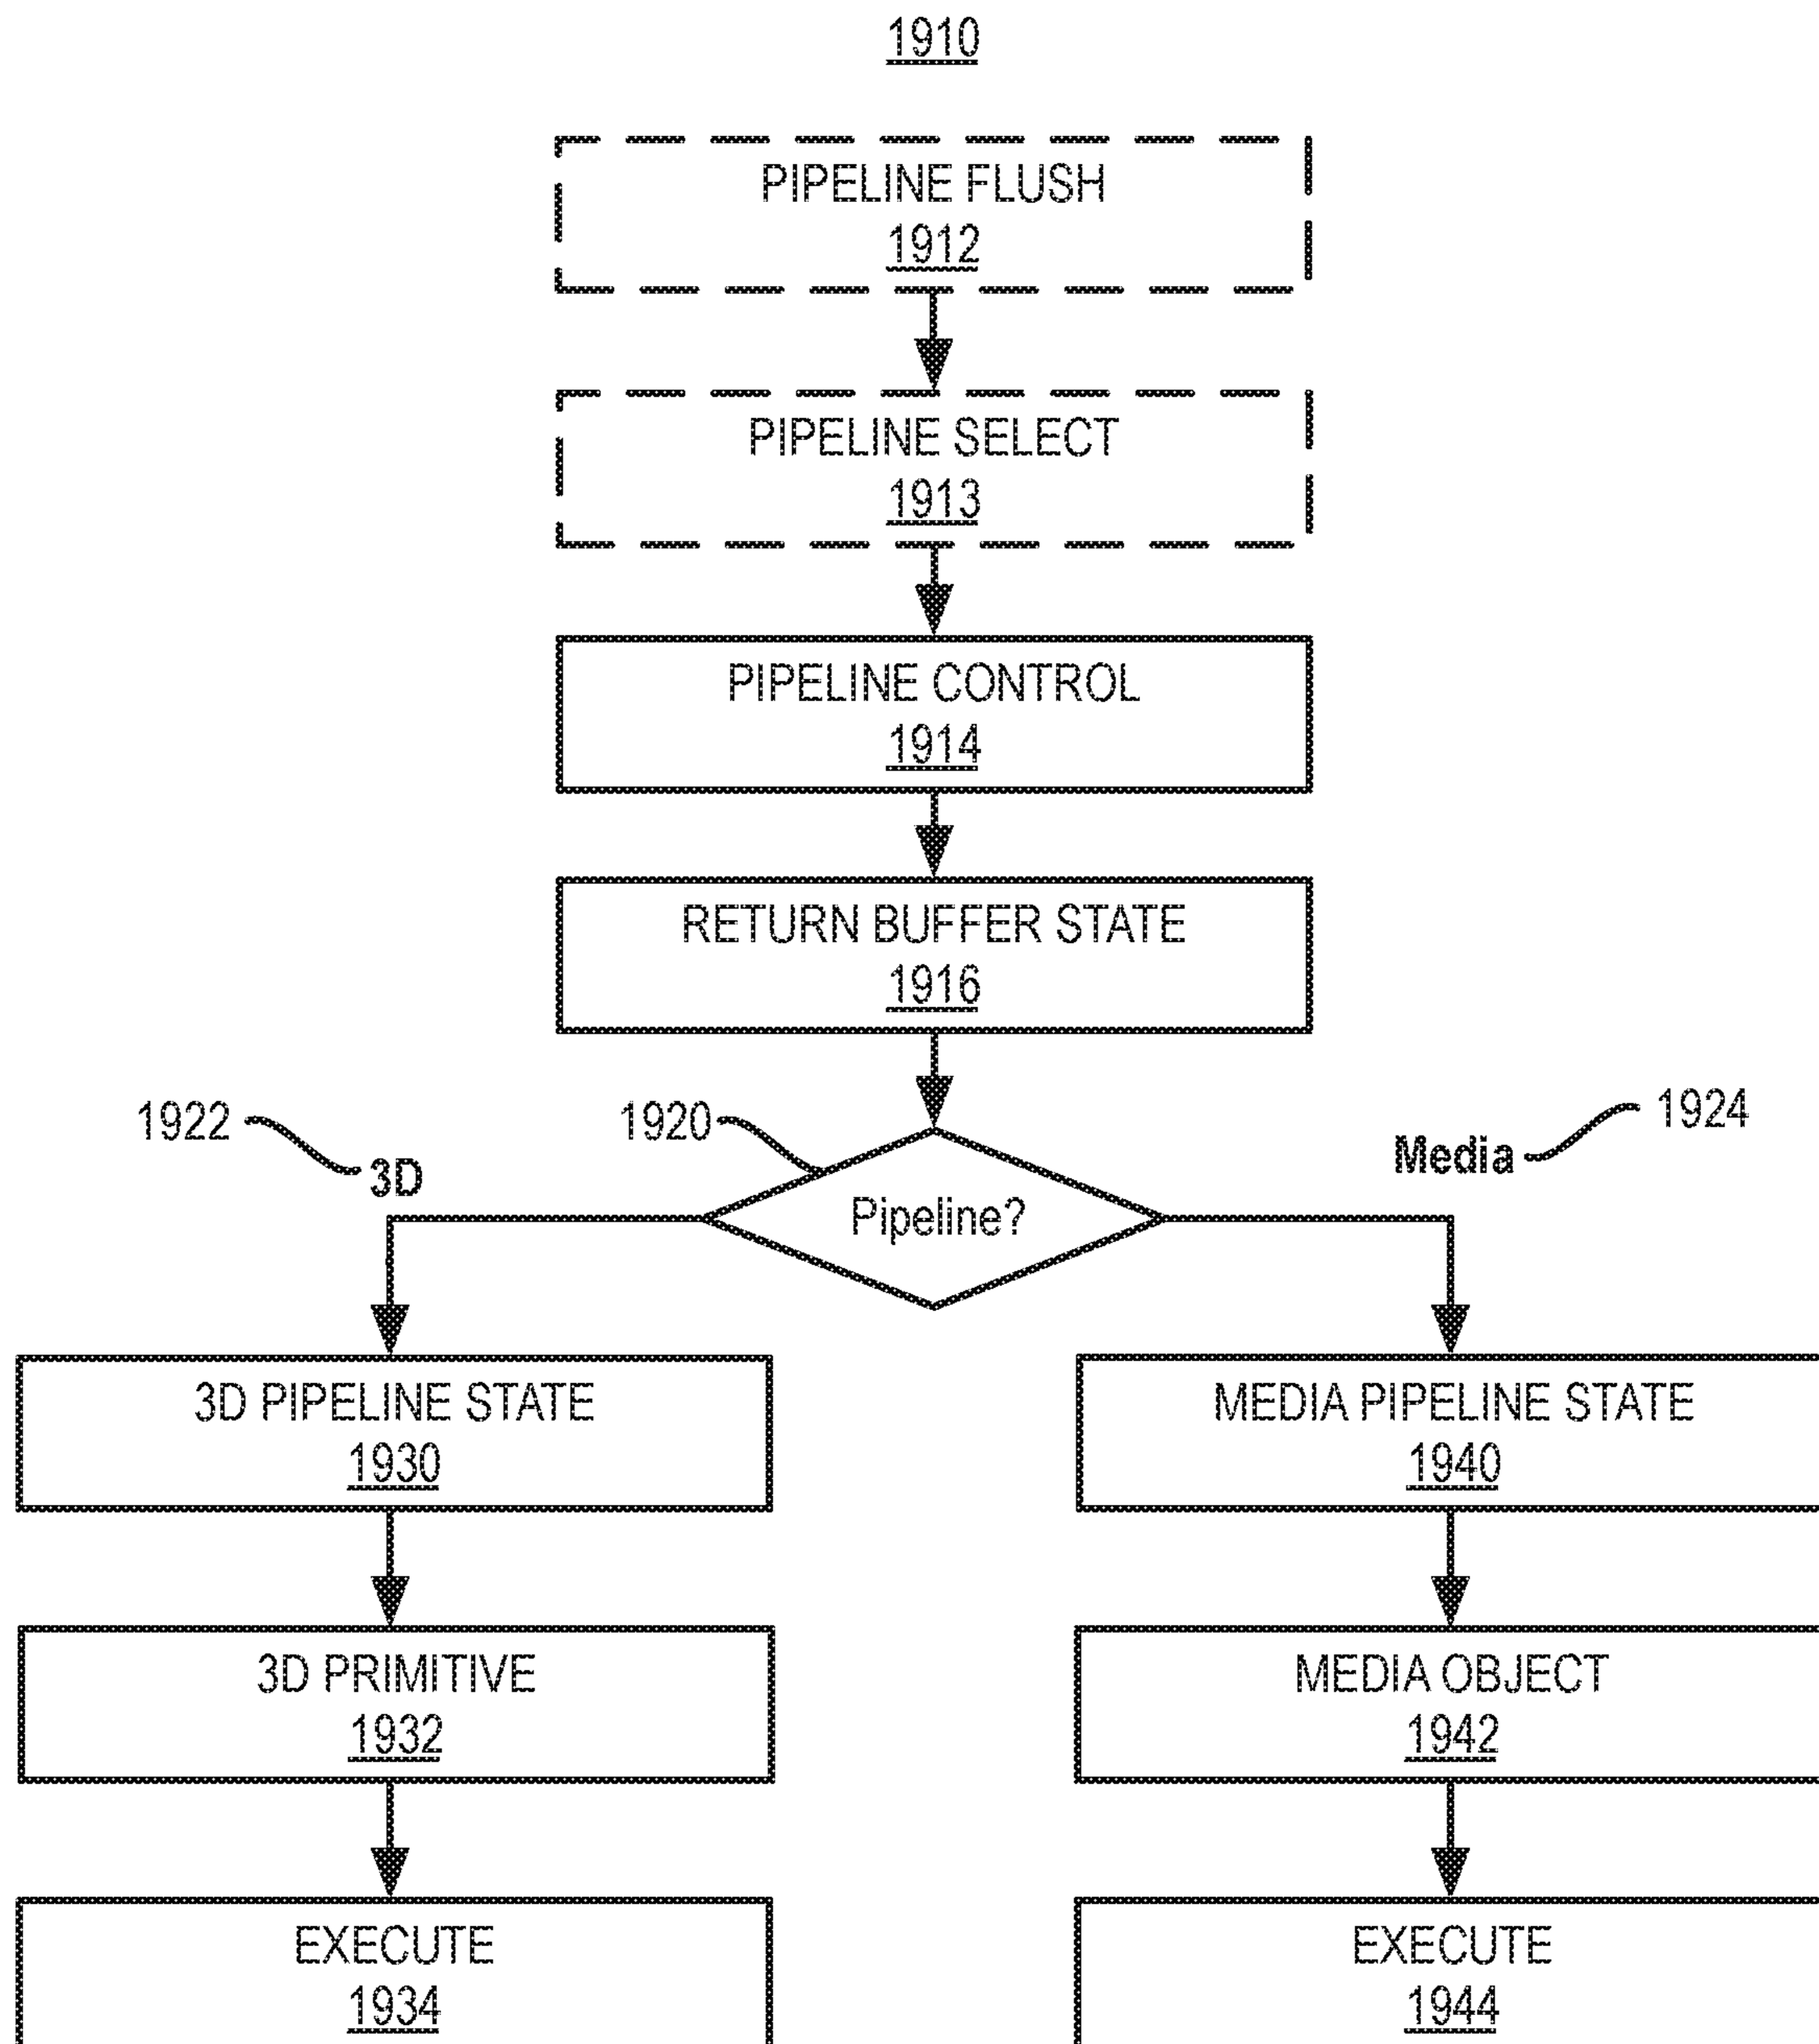 1910
PIPELINE FLUSH
1912
PIPELINE SELECT
1913
PIPELINE CONTROL
1914
RETURN BUFFER STATE
1916
1922
1920
1924
3D
Media
Pipeline?
3D PIPELINE STATE
1930
MEDIA PIPELINE STATE
1940
3D PRIMITIVE
1932
MEDIA OBJECT
1942
EXECUTE
1934
EXECUTE
1944